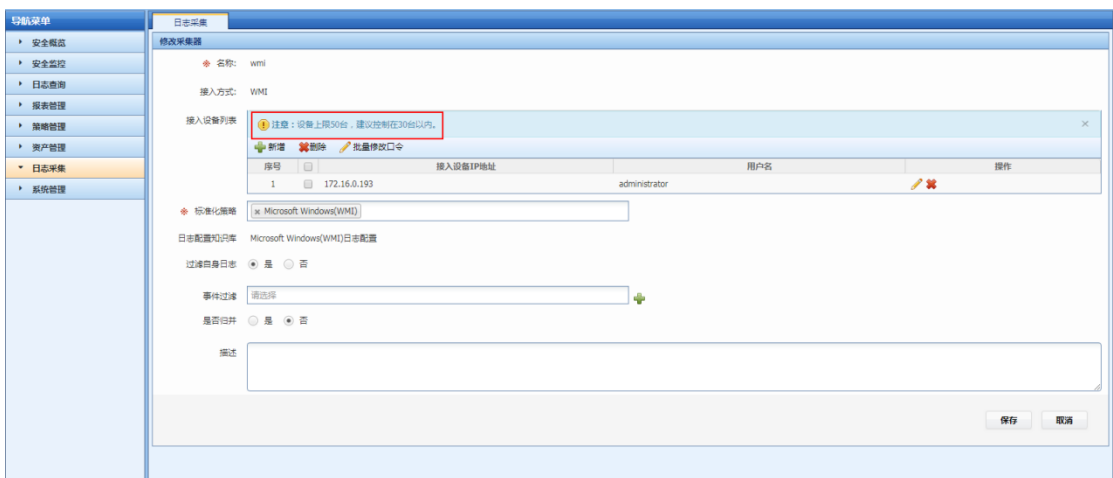 导航菜单
安全概览
安全监控
日志查询
报表管理
策略管理
资产管理
日志采集
系统管理
日志采集
修改采集器
※ 名称: wmi
接入方式: WMI
接入设备列表
注意：设备上限50台，建议控制在30台以内。 ×
新增 删除 批量修改口令
序号 接入设备IP地址 用户名 操作
1 172.16.0.193 administrator
※ 标准化策略 × Microsoft Windows(WMI)
日志配置知识库 Microsoft Windows(WMI)日志配置
过滤自身日志 是 否
事件过滤 请选择
是否归并 是 否
描述
保存 取消